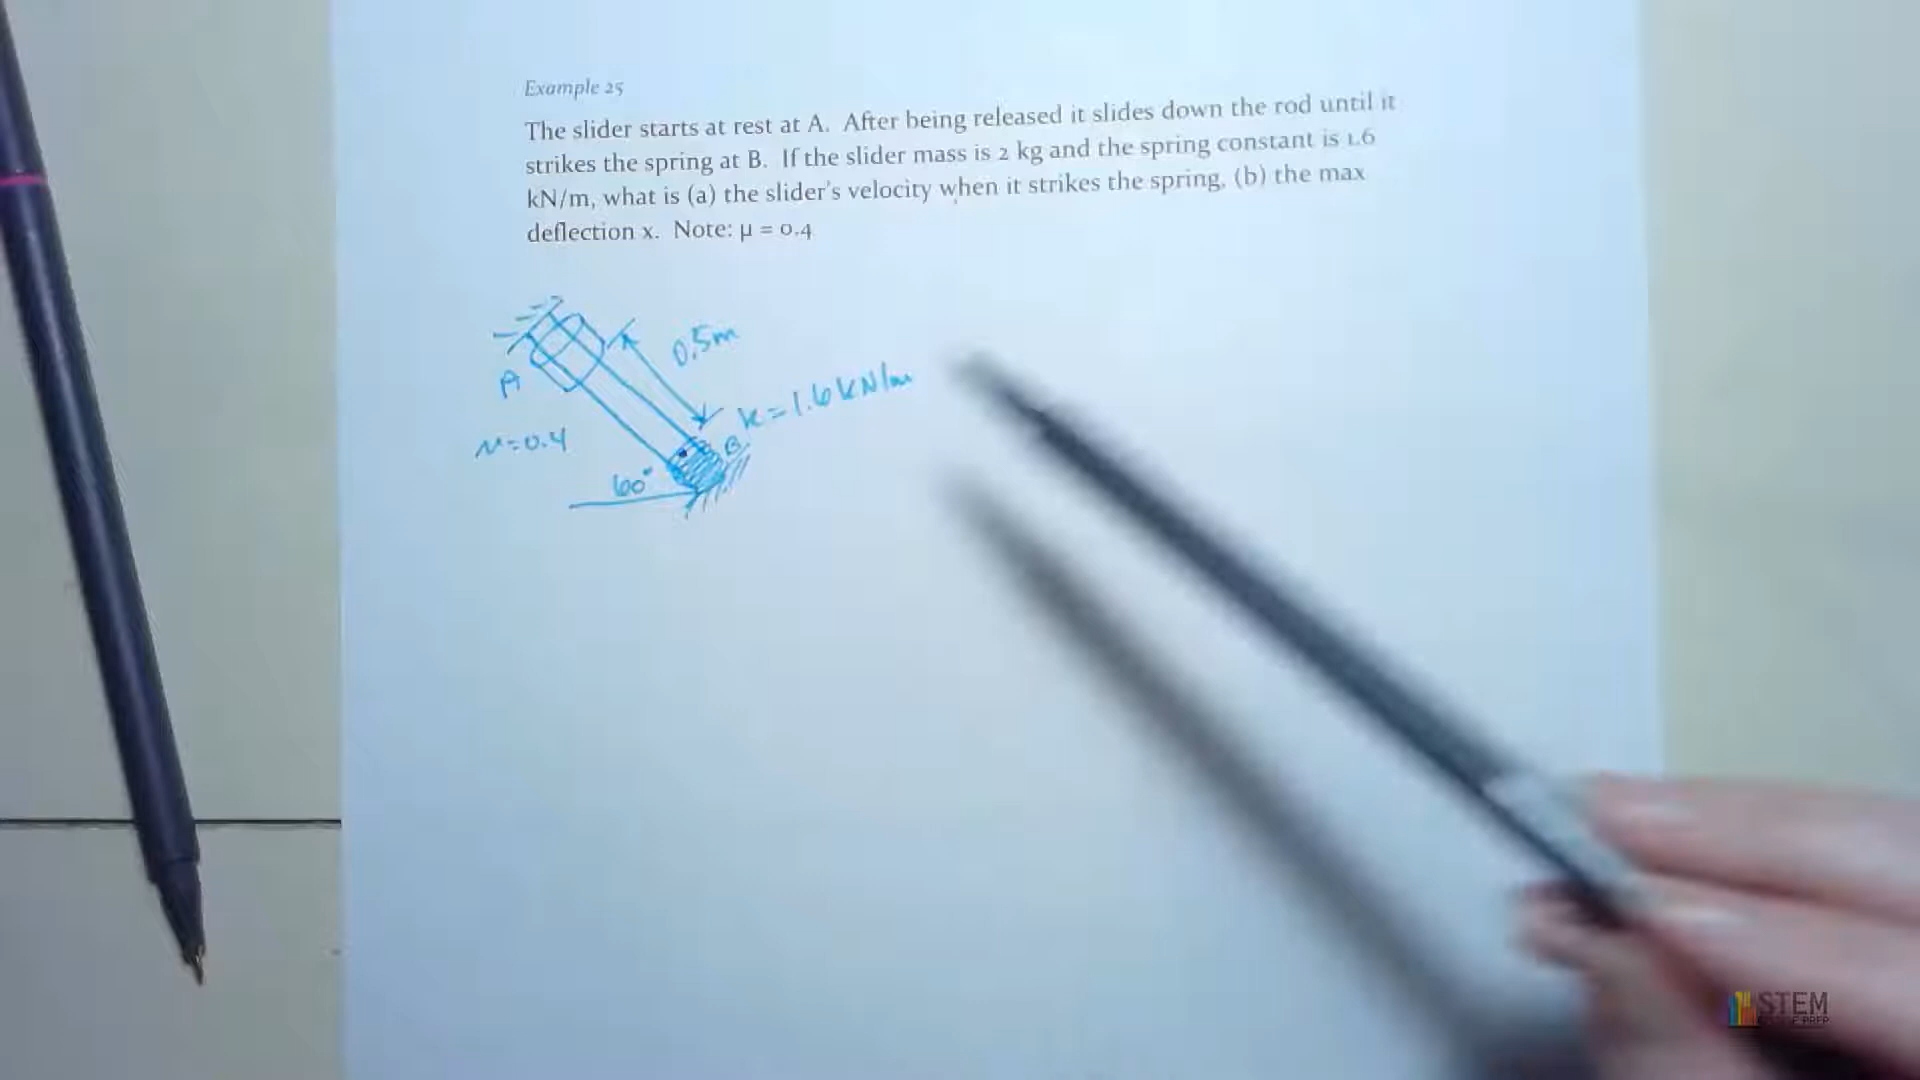 Example 25
The slider starts at rest at A. After being released it slides down the rod until it
strikes the spring at B. If the slider mass is 2 kg and the spring constant is 1.6
kN/m, what is (a) the slider's velocity when it strikes the spring, (b) the max
deflection x. Note: μ = 0.4
0.5m
A
k=1.6kN/m
μ=0.4
B
60°
STEM